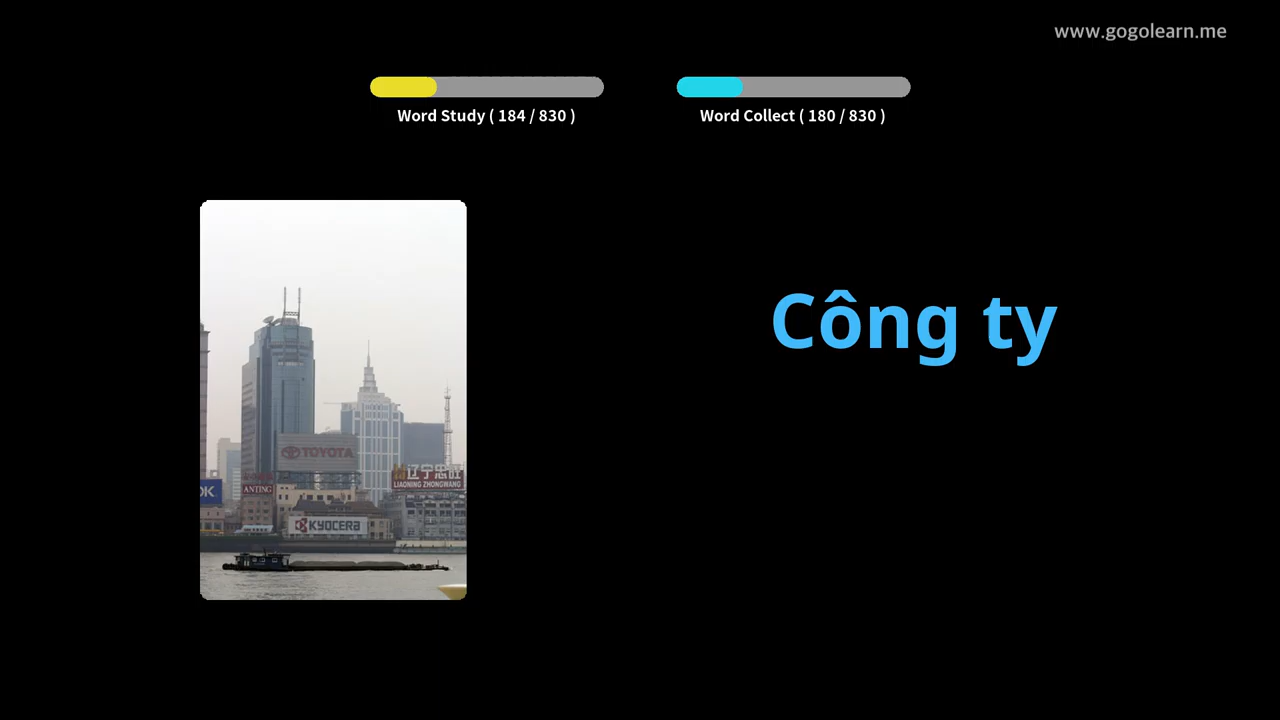 www.gogolearn.me
Word Study ( 184 / 830 )
Word Collect ( 180 / 830 )
Công ty
TOYOTA
辽宁忠旺
LIAONING ZHONGWANG
OK
ANTING
KYOCERA